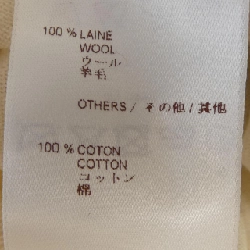 100 % LAINE
WOOL
ウール
羊毛
OTHERS / その他 / 其他
100 % COTON
COTTON
コットン
棉